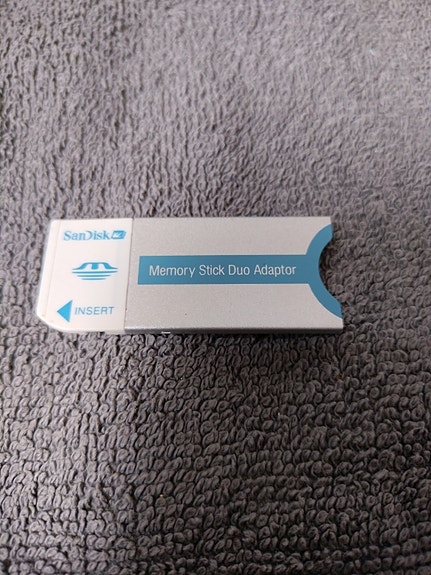 SanDisk
Memory Stick Duo Adaptor
INSERT